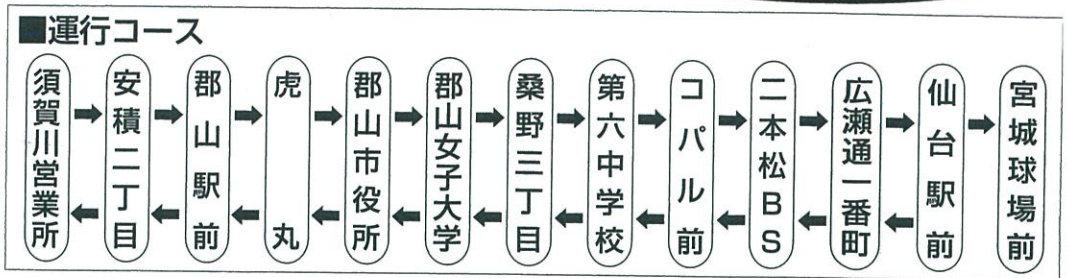 ■運行コース
須賀川営業所
安積二丁目
郡山駅前
虎丸
郡山市役所
郡山女子大学
桑野三丁目
第六中学校
コパル前
二本松BS
広瀬通一番町
仙台駅前
宮城球場前